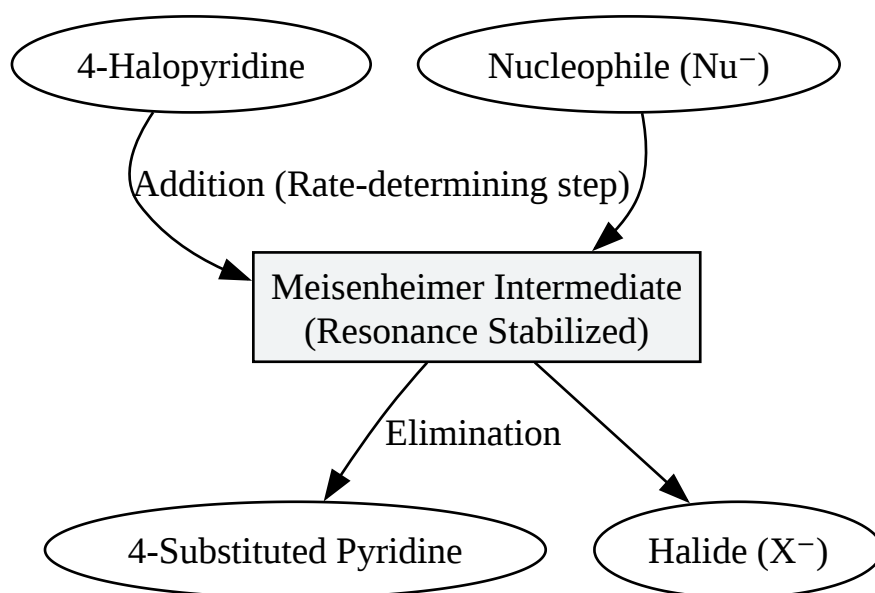 4-Halopyridine
Nucleophile (Nu⁻)
Addition (Rate-determining step)
Meisenheimer Intermediate
(Resonance Stabilized)
Elimination
4-Substituted Pyridine
Halide (X⁻)